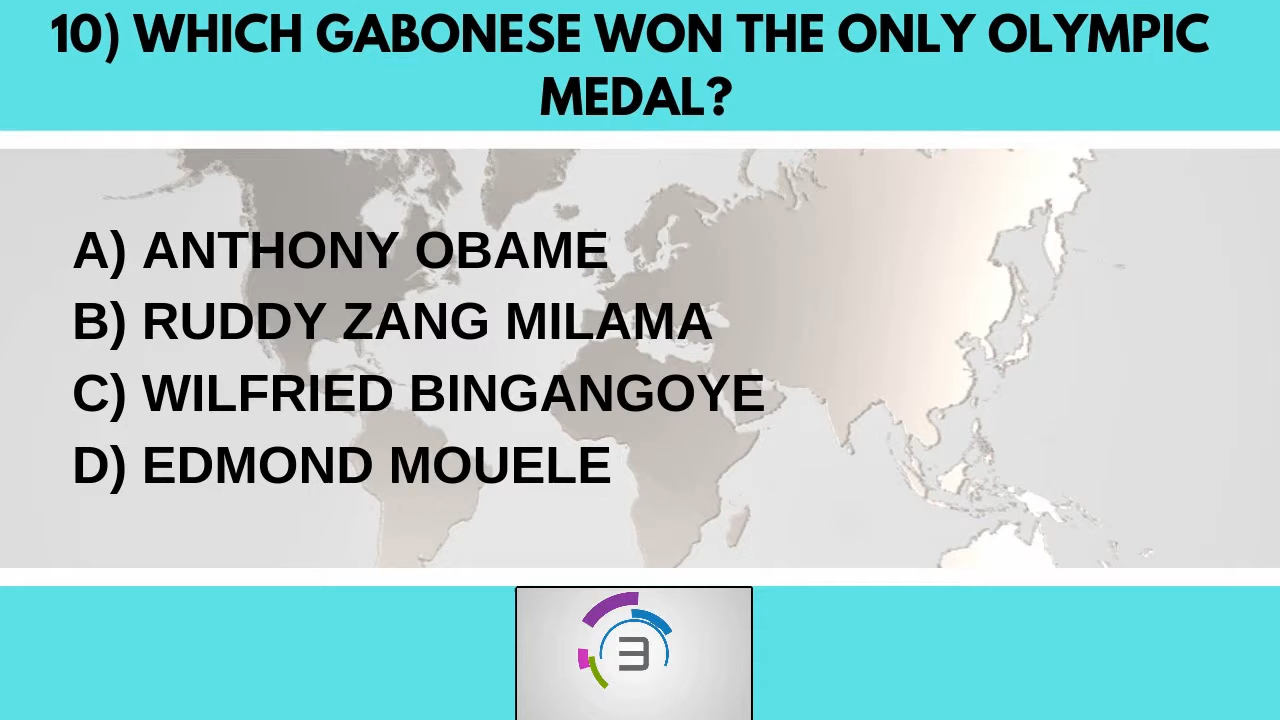 10) WHICH GABONESE WON THE ONLY OLYMPIC
MEDAL?
A) ANTHONY OBAME
B) RUDDY ZANG MILAMA
C) WILFRIED BINGANGOYE
D) EDMOND MOUELE
3